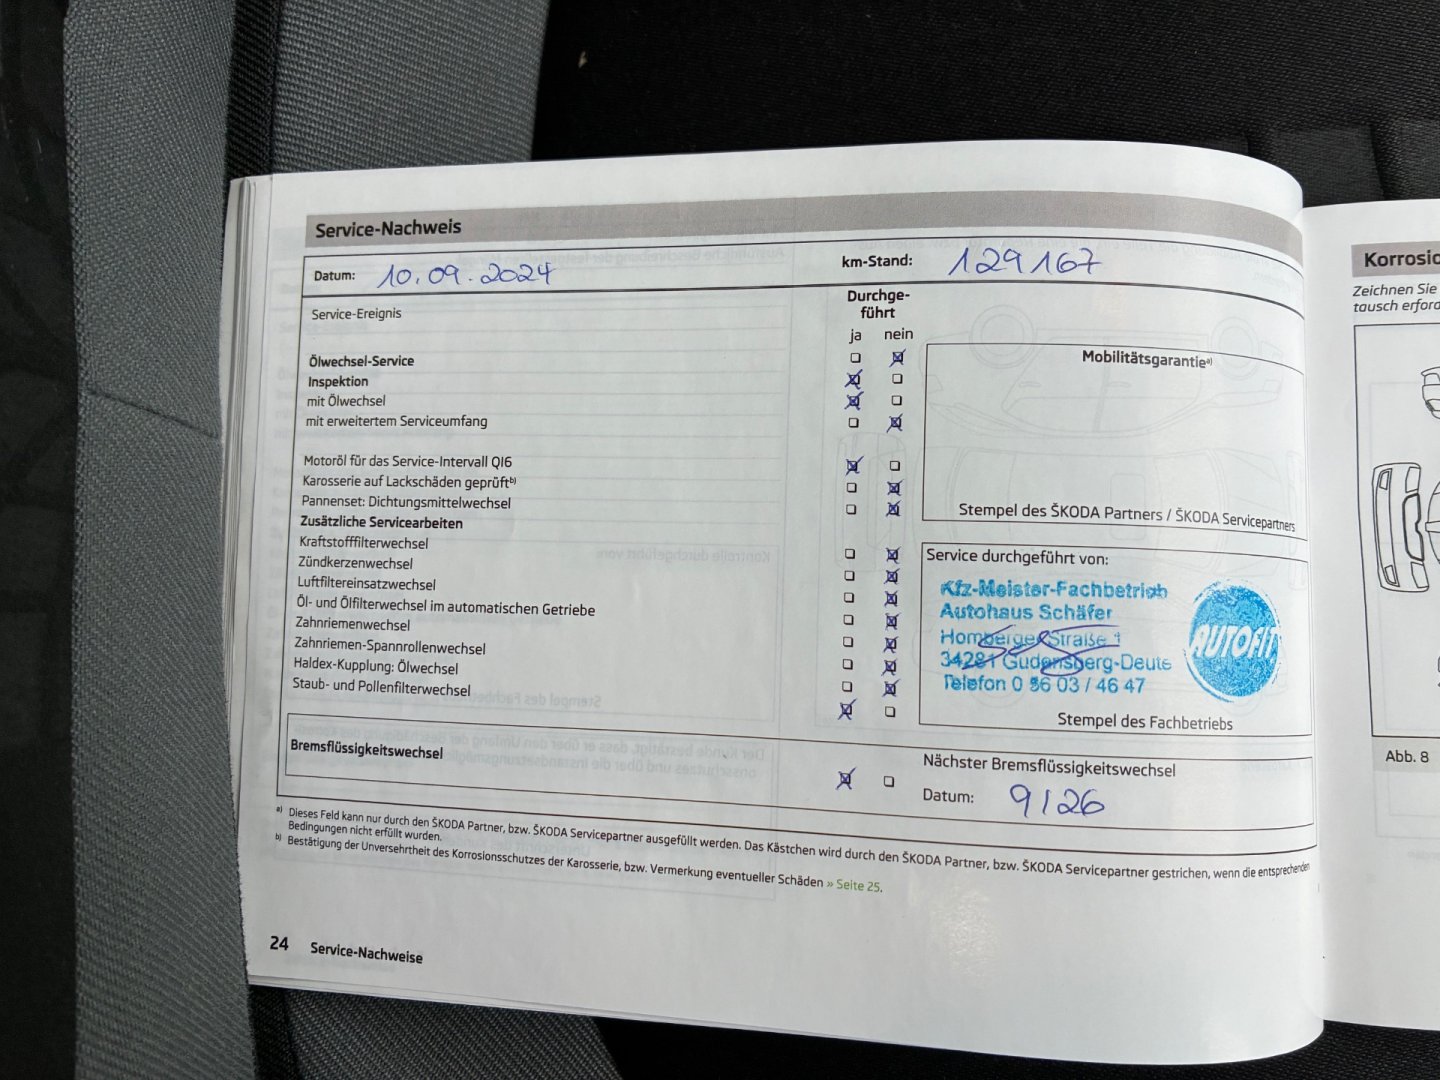 Service-Nachweis
Datum: 10.09.2024 km-Stand: 129167
Service-Ereignis
Durchge-
führt
ja nein
Ölwechsel-Service
Inspektion
mit Ölwechsel
mit erweitertem Serviceumfang
Motoröl für das Service-Intervall QI6
Karosserie auf Lackschäden geprüft b)
Pannenset: Dichtungsmittelwechsel
Zusätzliche Servicearbeiten
Kraftstofffilterwechsel
Zündkerzenwechsel
Luftfiltereinsatzwechsel
Öl- und Ölfilterwechsel im automatischen Getriebe
Zahnriemenwechsel
Zahnriemen-Spannrollenwechsel
Haldex-Kupplung: Ölwechsel
Staub- und Pollenfilterwechsel
Mobilitätsgarantie a)
Stempel des ŠKODA Partners / ŠKODA Servicepartners
Service durchgeführt von:
Kfz-Meister-Fachbetrieb
Autohaus Schäfer
Homberger Straße 1
34281 Gudensberg-Deute
Telefon 0 56 03 / 46 47
AUTOFIT
Stempel des Fachbetriebs
Bremsflüssigkeitswechsel
Nächster Bremsflüssigkeitswechsel
Datum: 9/26
a) Dieses Feld kann nur durch den ŠKODA Partner, bzw. ŠKODA Servicepartner ausgefüllt werden. Das Kästchen wird durch den ŠKODA Partner, bzw. ŠKODA Servicepartner gestrichen, wenn die entsprechenden
Bedingungen nicht erfüllt wurden.
b) Bestätigung der Unversehrtheit des Korrosionsschutzes der Karosserie, bzw. Vermerkung eventueller Schäden » Seite 25.
24 Service-Nachweise
Korrosio
Zeichnen Sie
tausch erford
Abb. 8